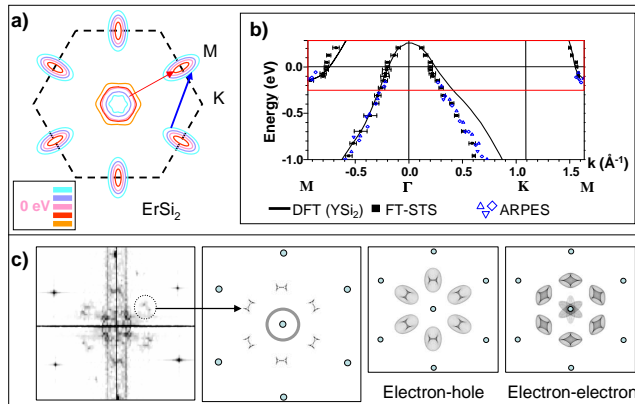 a)
M
K
0 eV
ErSi₂
b)
Energy (eV)
0.0
-0.5
-1.0
-0.5
0.0
0.5
1.0
1.5
k (Å⁻¹)
M
Γ
K
M
DFT (YSi₂)
FT-STS
ARPES
c)
Electron-hole
Electron-electron